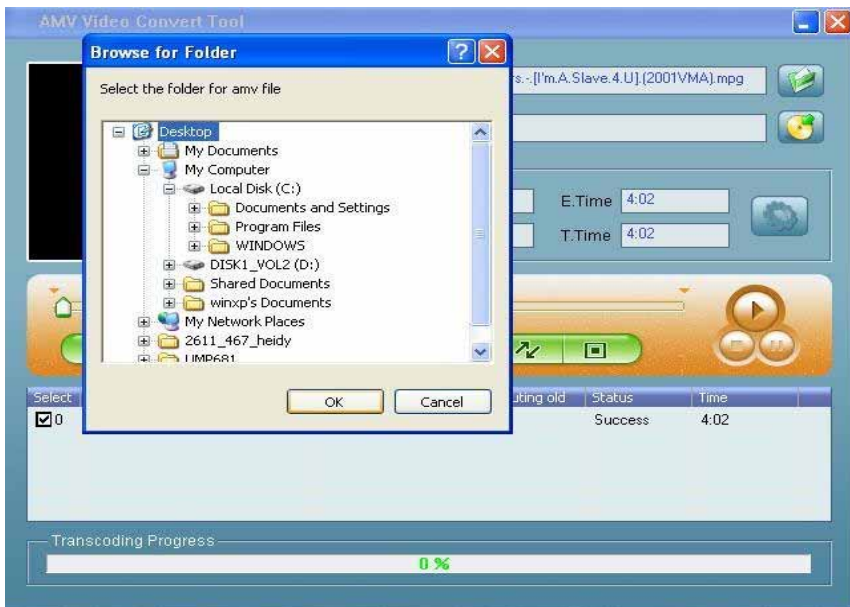 AMV Video Convert Tool
Browse for Folder
Select the folder for amv file
Desktop
My Documents
My Computer
Local Disk (C:)
Documents and Settings
Program Files
WINDOWS
DISK1_VOL2 (D:)
Shared Documents
winxp's Documents
My Network Places
2611_467_heidy
UMP681
OK
Cancel
s.-.[I'm.A.Slave.4.U].(2001VMA).mpg
E.Time 4:02
T.Time 4:02
Select
old Status Time
0 Success 4:02
Transcoding Progress
0 %